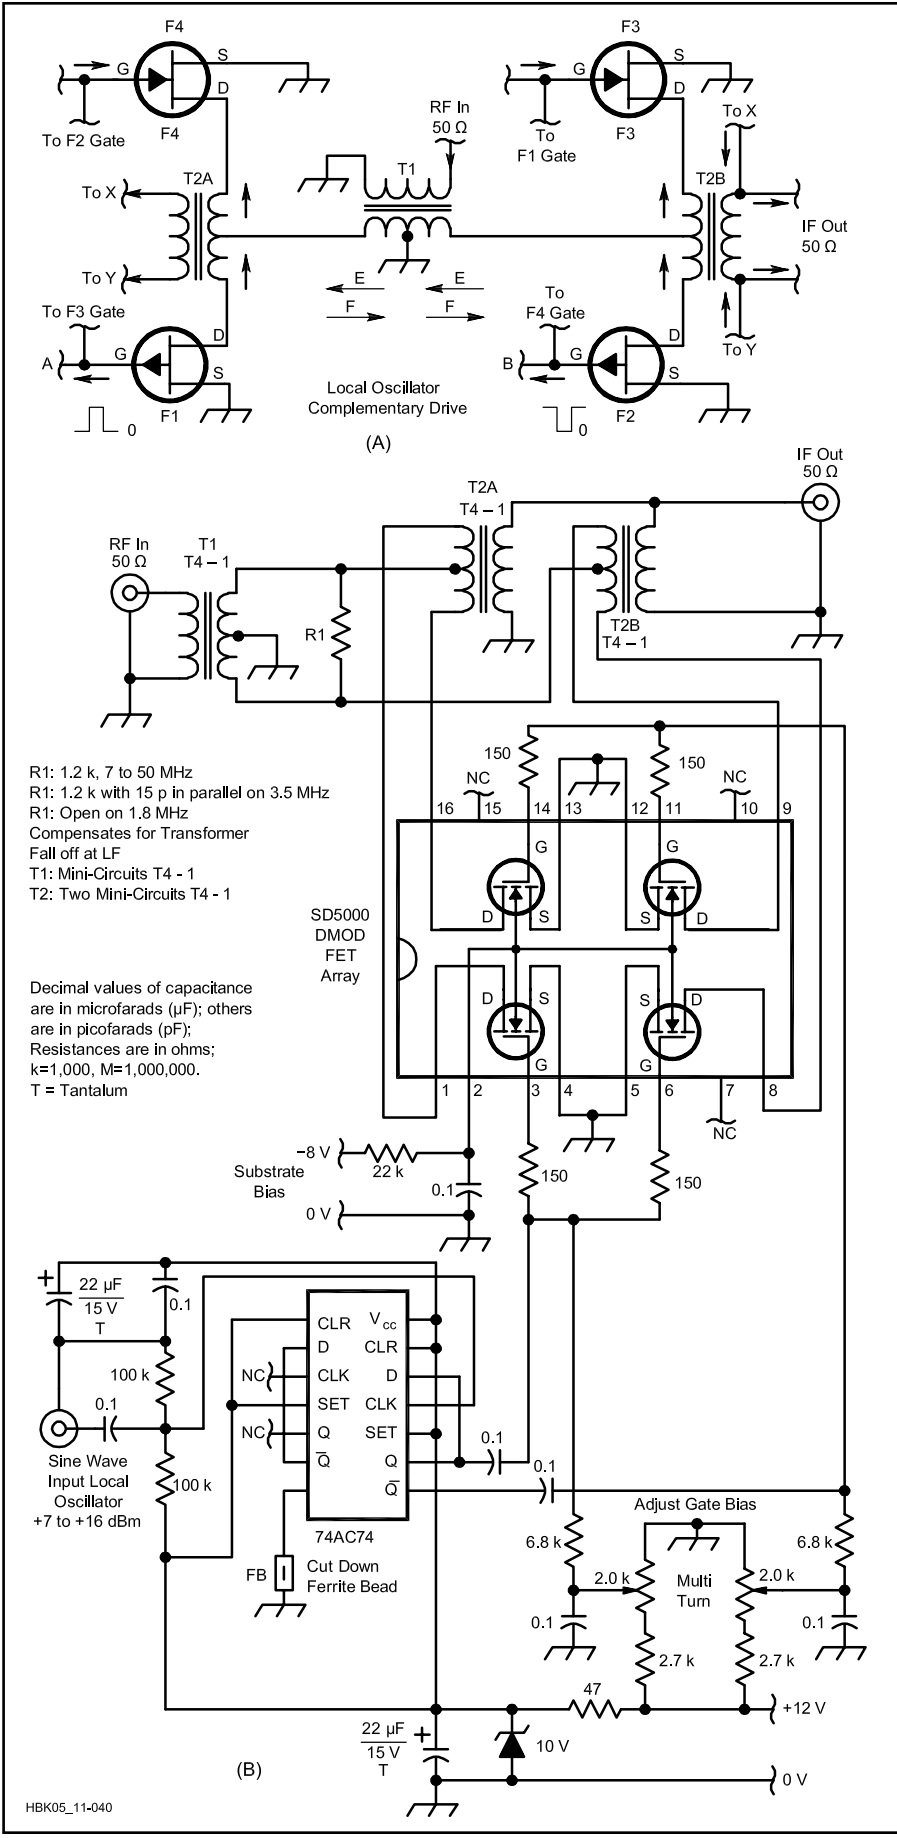 F4
F3
S
S
G
G
D
D
RF In
50 Ω
To X
To F2 Gate
F4
To
F1 Gate
F3
T1
T2A
T2B
To X
IF Out
50 Ω
To Y
E
E
To F3 Gate
F
F
To
F4 Gate
To Y
D
D
A
G
B
G
S
S
F1
F2
0
0
Local Oscillator
Complementary Drive
(A)
IF Out
50 Ω
T2A
T4 – 1
RF In
50 Ω
T1
T4 – 1
R1
T2B
T4 – 1
150
150
NC
NC
R1: 1.2 k, 7 to 50 MHz
R1: 1.2 k with 15 p in parallel on 3.5 MHz
R1: Open on 1.8 MHz
Compensates for Transformer
Fall off at LF
T1: Mini-Circuits T4 - 1
T2: Two Mini-Circuits T4 - 1
16 15 14 13 12 11 10 9
G
G
D
S
S
D
SD5000
DMOD
FET
Array
D
S
S
D
G
G
1 2 3 4 5 6 7 8
NC
Decimal values of capacitance
are in microfarads (µF); others
are in picofarads (pF);
Resistances are in ohms;
k=1,000, M=1,000,000.
T = Tantalum
–8 V
22 k
Substrate
Bias
0.1
0 V
150
150
+
22 µF
15 V
T
0.1
CLR
Vcc
D
CLR
NC
CLK
D
SET
CLK
NC
Q
SET
Q
Q
Q
74AC74
100 k
0.1
100 k
Sine Wave
Input Local
Oscillator
+7 to +16 dBm
FB
Cut Down
Ferrite Bead
0.1
0.1
Adjust Gate Bias
6.8 k
6.8 k
2.0 k
Multi
Turn
2.0 k
0.1
0.1
2.7 k
2.7 k
47
+12 V
22 µF
15 V
T
+
10 V
0 V
(B)
HBK05_11-040